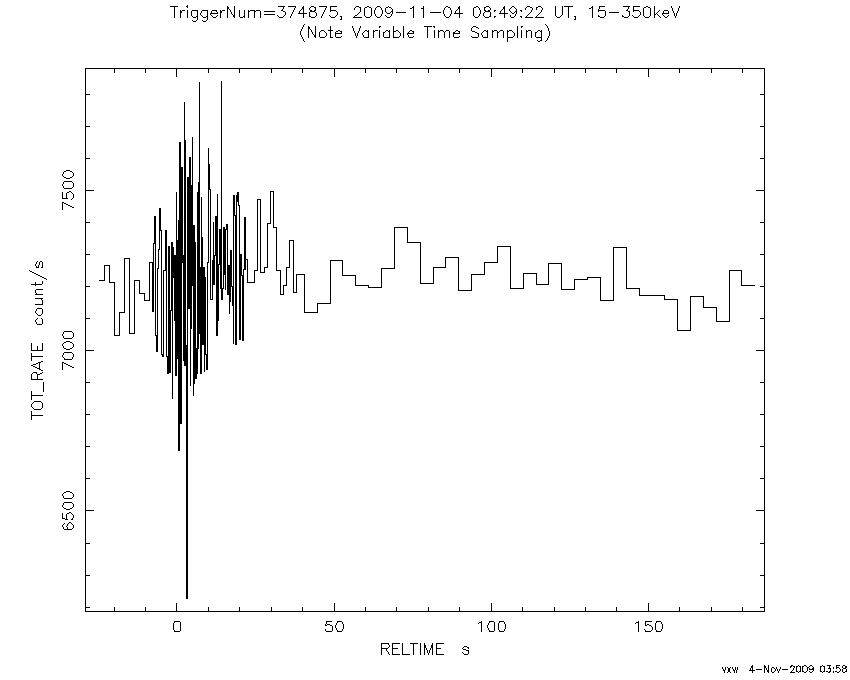 TriggerNum=374875, 2009-11-04 08:49:22 UT, 15-350keV
(Note Variable Time Sampling)
TOT_RATE count/s
7500
7000
6500
0 50 100 150
RELTIME s
vxw 4-Nov-2009 03:58